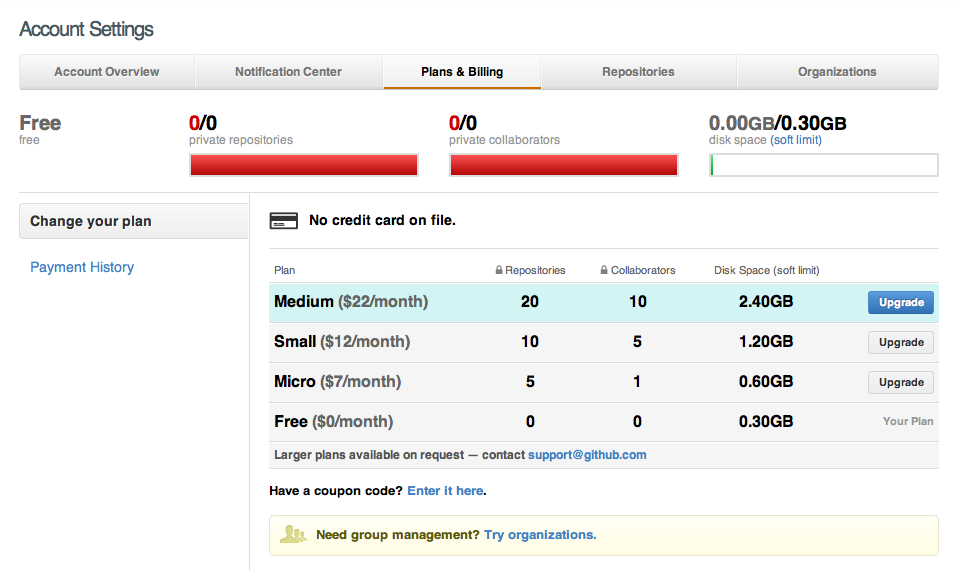 Account Settings
Account Overview Notification Center Plans & Billing Repositories Organizations
Free 0/0 0/0 0.00GB/0.30GB
free private repositories private collaborators disk space (soft limit)
Change your plan
Payment History
No credit card on file.
Plan Repositories Collaborators Disk Space (soft limit)
Medium ($22/month) 20 10 2.40GB Upgrade
Small ($12/month) 10 5 1.20GB Upgrade
Micro ($7/month) 5 1 0.60GB Upgrade
Free ($0/month) 0 0 0.30GB Your Plan
Larger plans available on request — contact support@github.com
Have a coupon code? Enter it here.
Need group management? Try organizations.